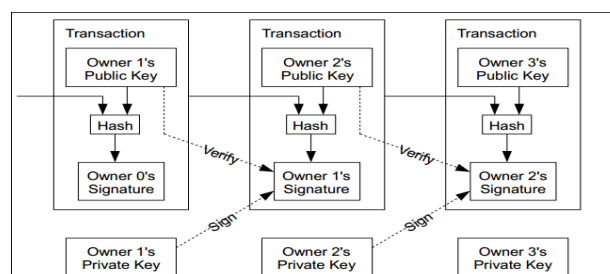 Transaction
Transaction
Transaction
Owner 1's
Public Key
Owner 2's
Public Key
Owner 3's
Public Key
Hash
Hash
Hash
Verify
Verify
Owner 0's
Signature
Owner 1's
Signature
Owner 2's
Signature
Sign
Sign
Owner 1's
Private Key
Owner 2's
Private Key
Owner 3's
Private Key